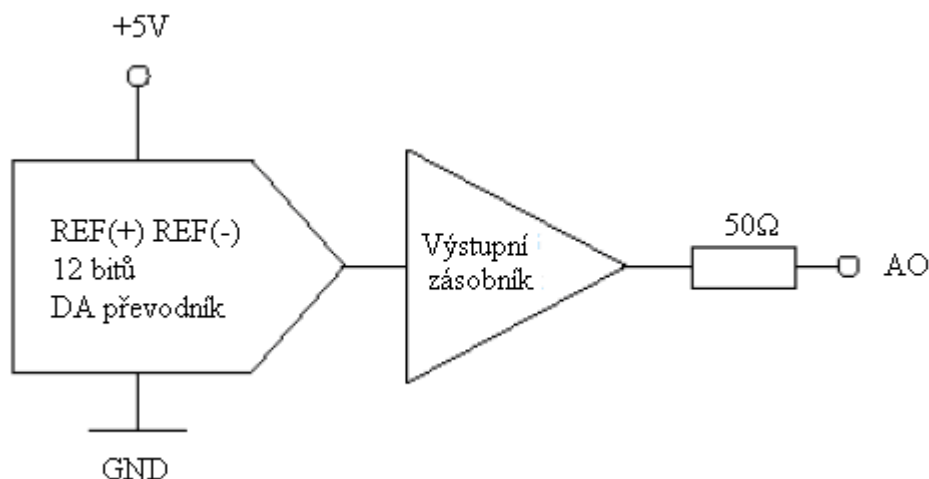 +5V
REF(+) REF(-)
12 bitů
DA převodník
Výstupní
zásobník
50Ω
AO
GND